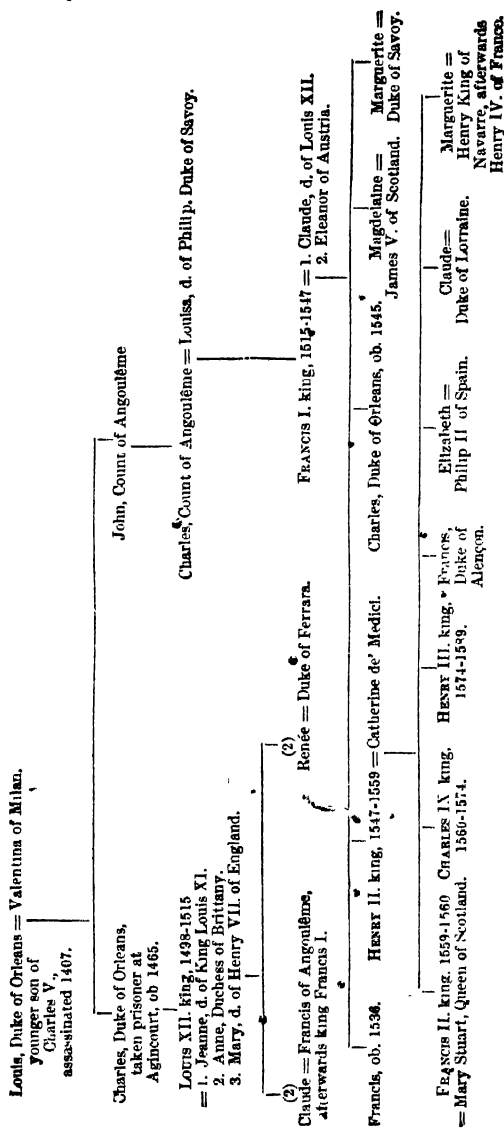 Louis, Duke of Orleans = Valentina of Milan.
younger son of
Charles V.,
assassinated 1407.
Charles, Duke of Orleans,
taken prisoner at
Agincourt, ob 1465.
John, Count of Angoulême
LOUIS XII. king, 1498-1515
= 1. Jeanne, d. of King Louis XI.
2. Anne, Duchess of Brittany.
3. Mary, d. of Henry VII. of England.
Charles, Count of Angoulême = Louisa, d. of Philip, Duke of Savoy.
(2)
Claude = Francis of Angoulême,
afterwards king Francis I.
(2)
Renée = Duke of Ferrara.
FRANCIS I. king, 1515-1547 = 1. Claude, d. of Louis XII.
2. Eleanor of Austria.
Francis, ob. 1536.
HENRY II. king, 1547-1559 = Catherine de' Medici.
Charles, Duke of Orleans, ob. 1545.
Magdelaine =
James V. of Scotland.
Marguerite =
Duke of Savoy.
FRANCIS II. king, 1559-1560
= Mary Stuart, Queen of Scotland.
CHARLES IX king,
1560-1574.
HENRY III. king,
1574-1589.
Francis,
Duke of
Alençon.
Elizabeth =
Philip II of Spain.
Claude =
Duke of Lorraine.
Marguerite =
Henry King of
Navarre, afterwards
Henry IV. of France.